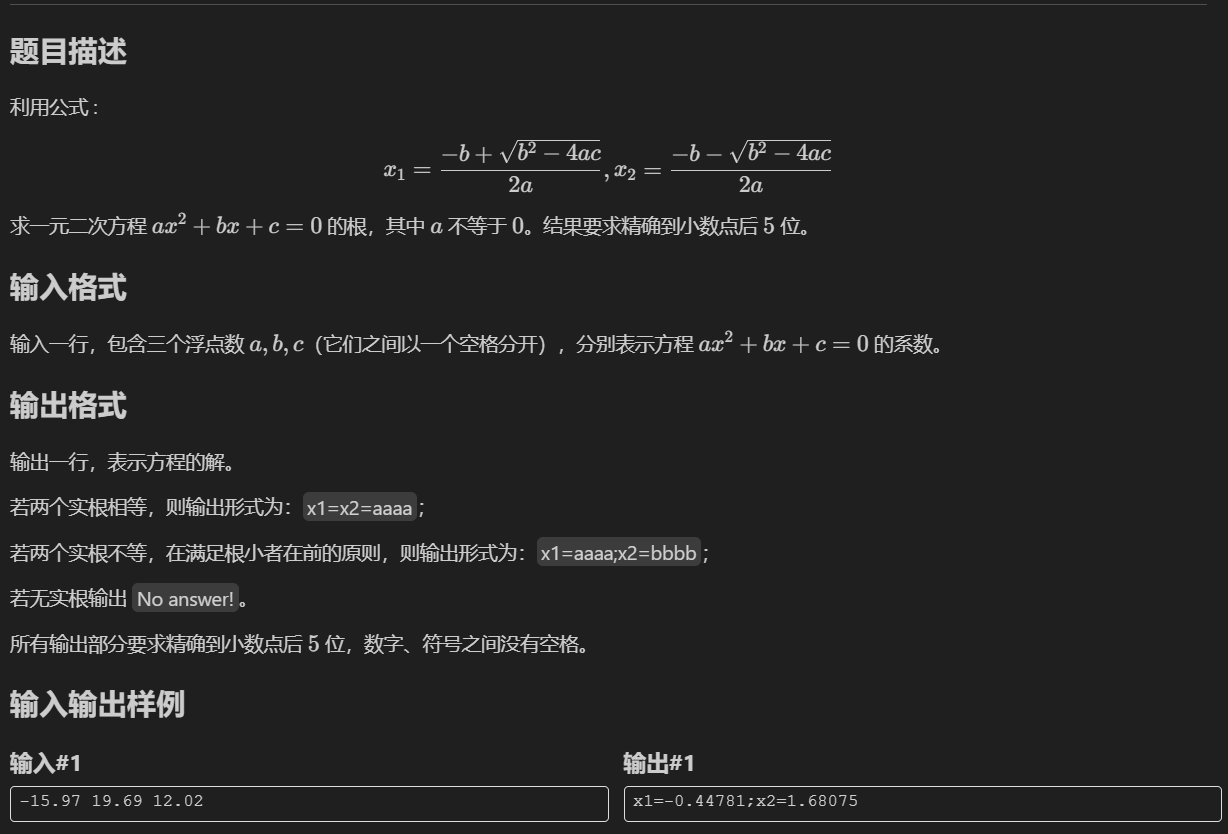 题目描述
利用公式：
x₁ = (-b + √(b² − 4ac)) / 2a, x₂ = (-b − √(b² − 4ac)) / 2a
求一元二次方程 ax² + bx + c = 0 的根，其中 a 不等于 0。结果要求精确到小数点后 5 位。
输入格式
输入一行，包含三个浮点数 a, b, c（它们之间以一个空格分开），分别表示方程 ax² + bx + c = 0 的系数。
输出格式
输出一行，表示方程的解。
若两个实根相等，则输出形式为：x1=x2=aaaa；
若两个实根不等，在满足根小者在前的原则，则输出形式为：x1=aaaa;x2=bbbb；
若无实根输出 No answer!。
所有输出部分要求精确到小数点后 5 位，数字、符号之间没有空格。
输入输出样例
输入#1
-15.97 19.69 12.02
输出#1
x1=-0.44781;x2=1.68075